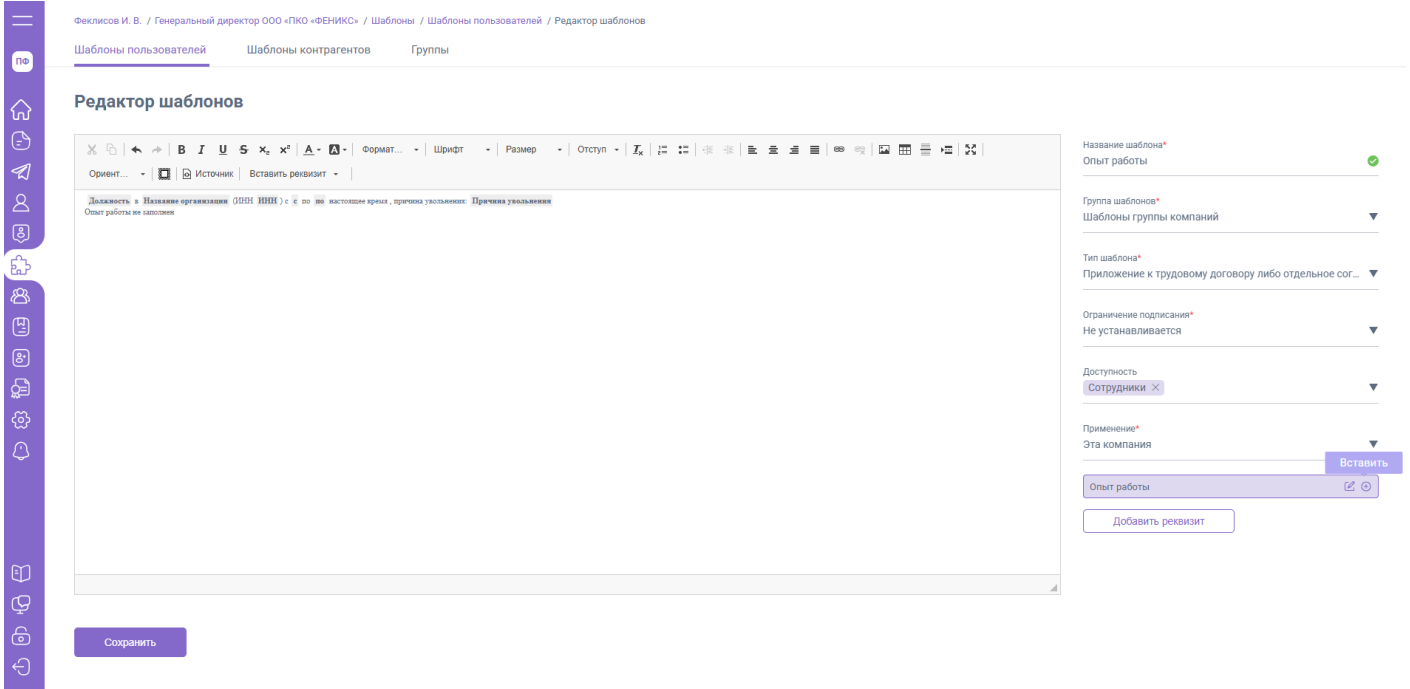 Феклисов И. В. / Генеральный директор ООО «ПКО «ФЕНИКС» / Шаблоны / Шаблоны пользователей / Редактор шаблонов
ПФ
Шаблоны пользователей Шаблоны контрагентов Группы
Редактор шаблонов
B I U S x₂ x² A A Формат... Шрифт Размер Отступ Ix
Ориент... Источник Вставить реквизит
Должность в Название организации (ИНН ИНН ) с с по по настоящее время , причина увольнения: Причина увольнения
Опыт работы не заполнен
Название шаблона*
Опыт работы
Группа шаблонов*
Шаблоны группы компаний
Тип шаблона*
Приложение к трудовому договору либо отдельное сог...
Ограничение подписания*
Не устанавливается
Доступность
Сотрудники
Применение*
Эта компания
Вставить
Опыт работы
Добавить реквизит
Сохранить